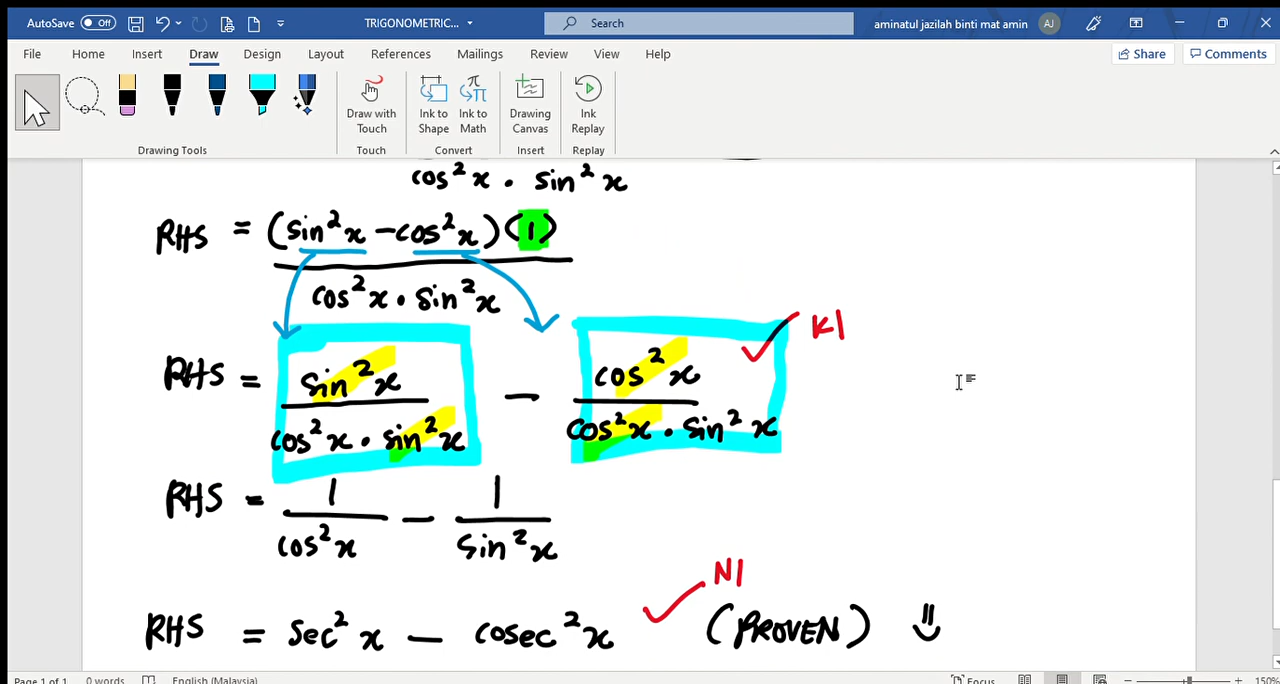 AutoSave Off TRIGONOMETRIC... Search aminatul jazilah binti mat amin AJ
File Home Insert Draw Design Layout References Mailings Review View Help Share Comments
Draw with Touch Ink to Shape Ink to Math Drawing Canvas Ink Replay
Drawing Tools Touch Convert Insert Replay
cos²x . sin²x
RHS = (sin²x - cos²x)(1)
cos²x . sin²x
RHS = sin²x / cos²x . sin²x - cos²x / cos²x . sin²x K1
RHS = 1 / cos²x - 1 / sin²x
N1
RHS = sec²x - cosec²x (PROVEN)
Page 1 of 1 0 words English (Malaysia) Focus 150%